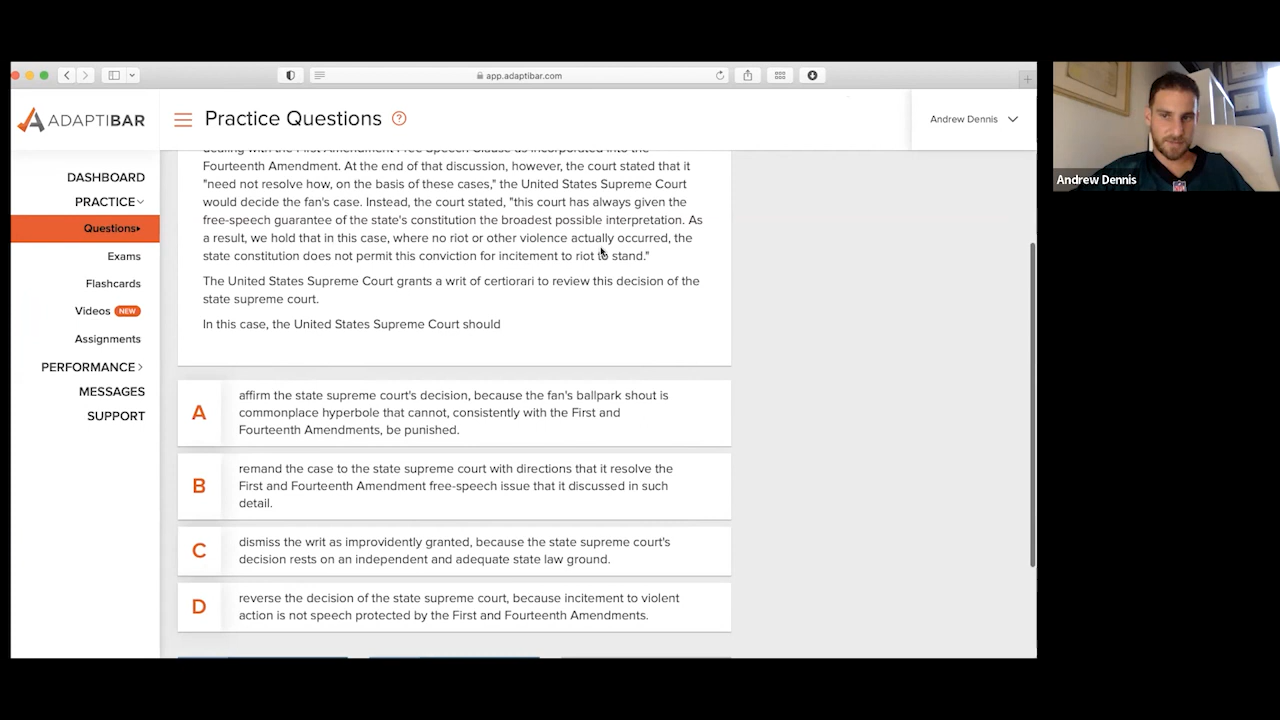 app.adaptibar.com
ADAPTIBAR
Practice Questions ?
Andrew Dennis
DASHBOARD
PRACTICE
Questions
Exams
Flashcards
Videos NEW
Assignments
PERFORMANCE
MESSAGES
SUPPORT
dealing with the First Amendment Free Speech Clause as incorporated into the
Fourteenth Amendment. At the end of that discussion, however, the court stated that it
"need not resolve how, on the basis of these cases," the United States Supreme Court
would decide the fan's case. Instead, the court stated, "this court has always given the
free-speech guarantee of the state's constitution the broadest possible interpretation. As
a result, we hold that in this case, where no riot or other violence actually occurred, the
state constitution does not permit this conviction for incitement to riot to stand."
The United States Supreme Court grants a writ of certiorari to review this decision of the
state supreme court.
In this case, the United States Supreme Court should
A
affirm the state supreme court's decision, because the fan's ballpark shout is
commonplace hyperbole that cannot, consistently with the First and
Fourteenth Amendments, be punished.
B
remand the case to the state supreme court with directions that it resolve the
First and Fourteenth Amendment free-speech issue that it discussed in such
detail.
C
dismiss the writ as improvidently granted, because the state supreme court's
decision rests on an independent and adequate state law ground.
D
reverse the decision of the state supreme court, because incitement to violent
action is not speech protected by the First and Fourteenth Amendments.
Andrew Dennis